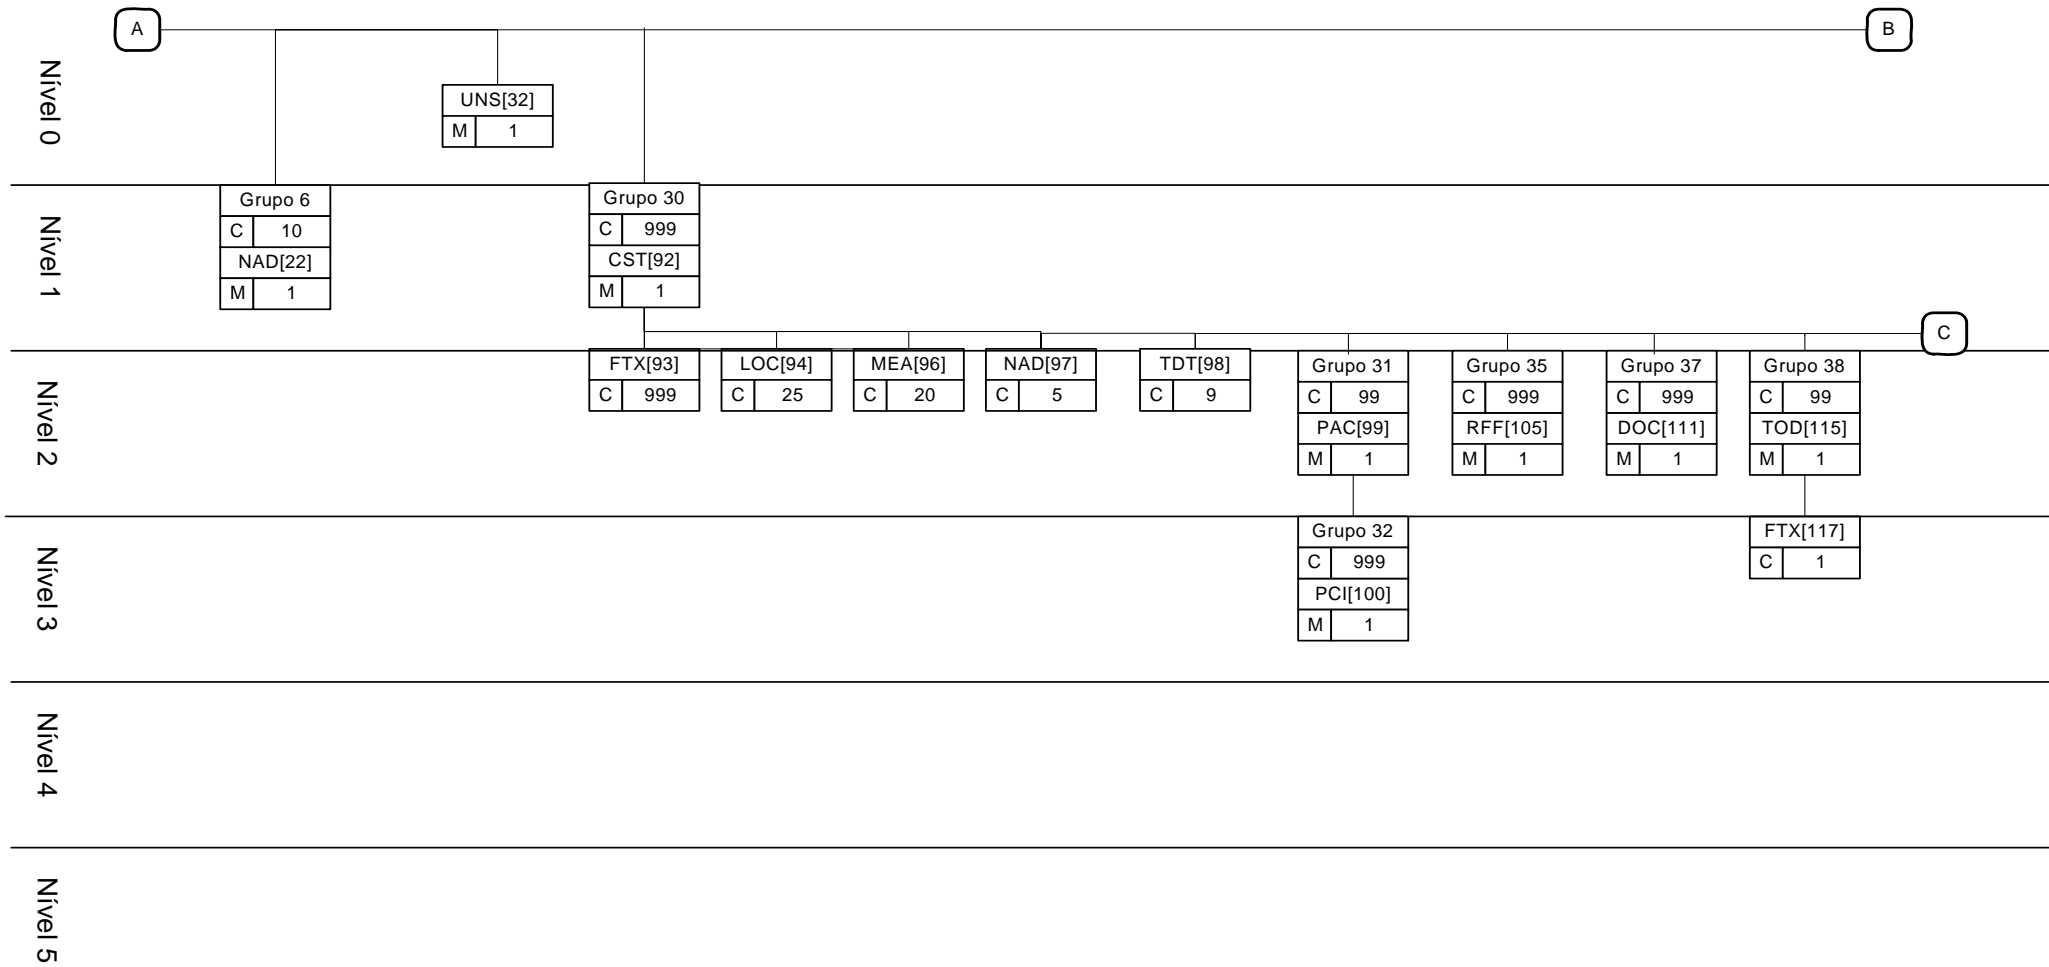 A
B
Nível 0
UNS[32]
M 1
Nível 1
Grupo 6
C 10
NAD[22]
M 1
Grupo 30
C 999
CST[92]
M 1
C
Nível 2
FTX[93]
C 999
LOC[94]
C 25
MEA[96]
C 20
NAD[97]
C 5
TDT[98]
C 9
Grupo 31
C 99
PAC[99]
M 1
Grupo 35
C 999
RFF[105]
M 1
Grupo 37
C 999
DOC[111]
M 1
Grupo 38
C 99
TOD[115]
M 1
Nível 3
Grupo 32
C 999
PCI[100]
M 1
FTX[117]
C 1
Nível 4
Nível 5